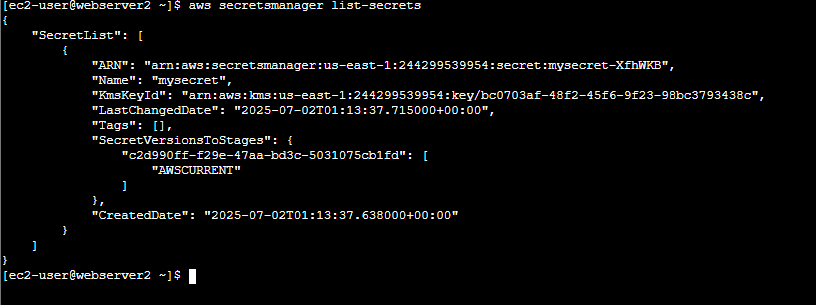 [ec2-user@webserver2 ~]$ aws secretsmanager list-secrets
{
    "SecretList": [
        {
            "ARN": "arn:aws:secretsmanager:us-east-1:244299539954:secret:mysecret-XfhWKB",
            "Name": "mysecret",
            "KmsKeyId": "arn:aws:kms:us-east-1:244299539954:key/bc0703af-48f2-45f6-9f23-98bc3793438c",
            "LastChangedDate": "2025-07-02T01:13:37.715000+00:00",
            "Tags": [],
            "SecretVersionsToStages": {
                "c2d990ff-f29e-47aa-bd3c-5031075cb1fd": [
                    "AWSCURRENT"
                ]
            },
            "CreatedDate": "2025-07-02T01:13:37.638000+00:00"
        }
    ]
}
[ec2-user@webserver2 ~]$